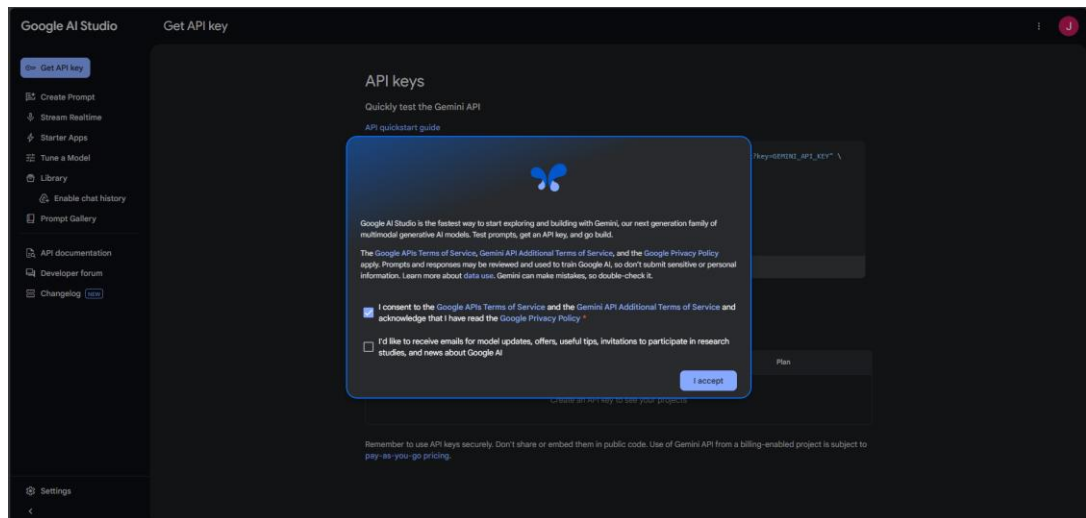 Google AI Studio
Get API key
J
Get API key
Create Prompt
Stream Realtime
Starter Apps
Tune a Model
Library
Enable chat history
Prompt Gallery
API documentation
Developer forum
Changelog NEW
Settings
API keys
Quickly test the Gemini API
API quickstart guide
?key=GEMINI_API_KEY" \
Google AI Studio is the fastest way to start exploring and building with Gemini, our next generation family of
multimodal generative AI models. Test prompts, get an API key, and go build.
The Google APIs Terms of Service, Gemini API Additional Terms of Service, and the Google Privacy Policy
apply. Prompts and responses may be reviewed and used to train Google AI, so don't submit sensitive or personal
information. Learn more about data use. Gemini can make mistakes, so double-check it.
I consent to the Google APIs Terms of Service and the Gemini API Additional Terms of Service and
acknowledge that I have read the Google Privacy Policy *
I'd like to receive emails for model updates, offers, useful tips, invitations to participate in research
studies, and news about Google AI
I accept
Plan
Create an API key to see your projects
Remember to use API keys securely. Don't share or embed them in public code. Use of Gemini API from a billing-enabled project is subject to
pay-as-you-go pricing.